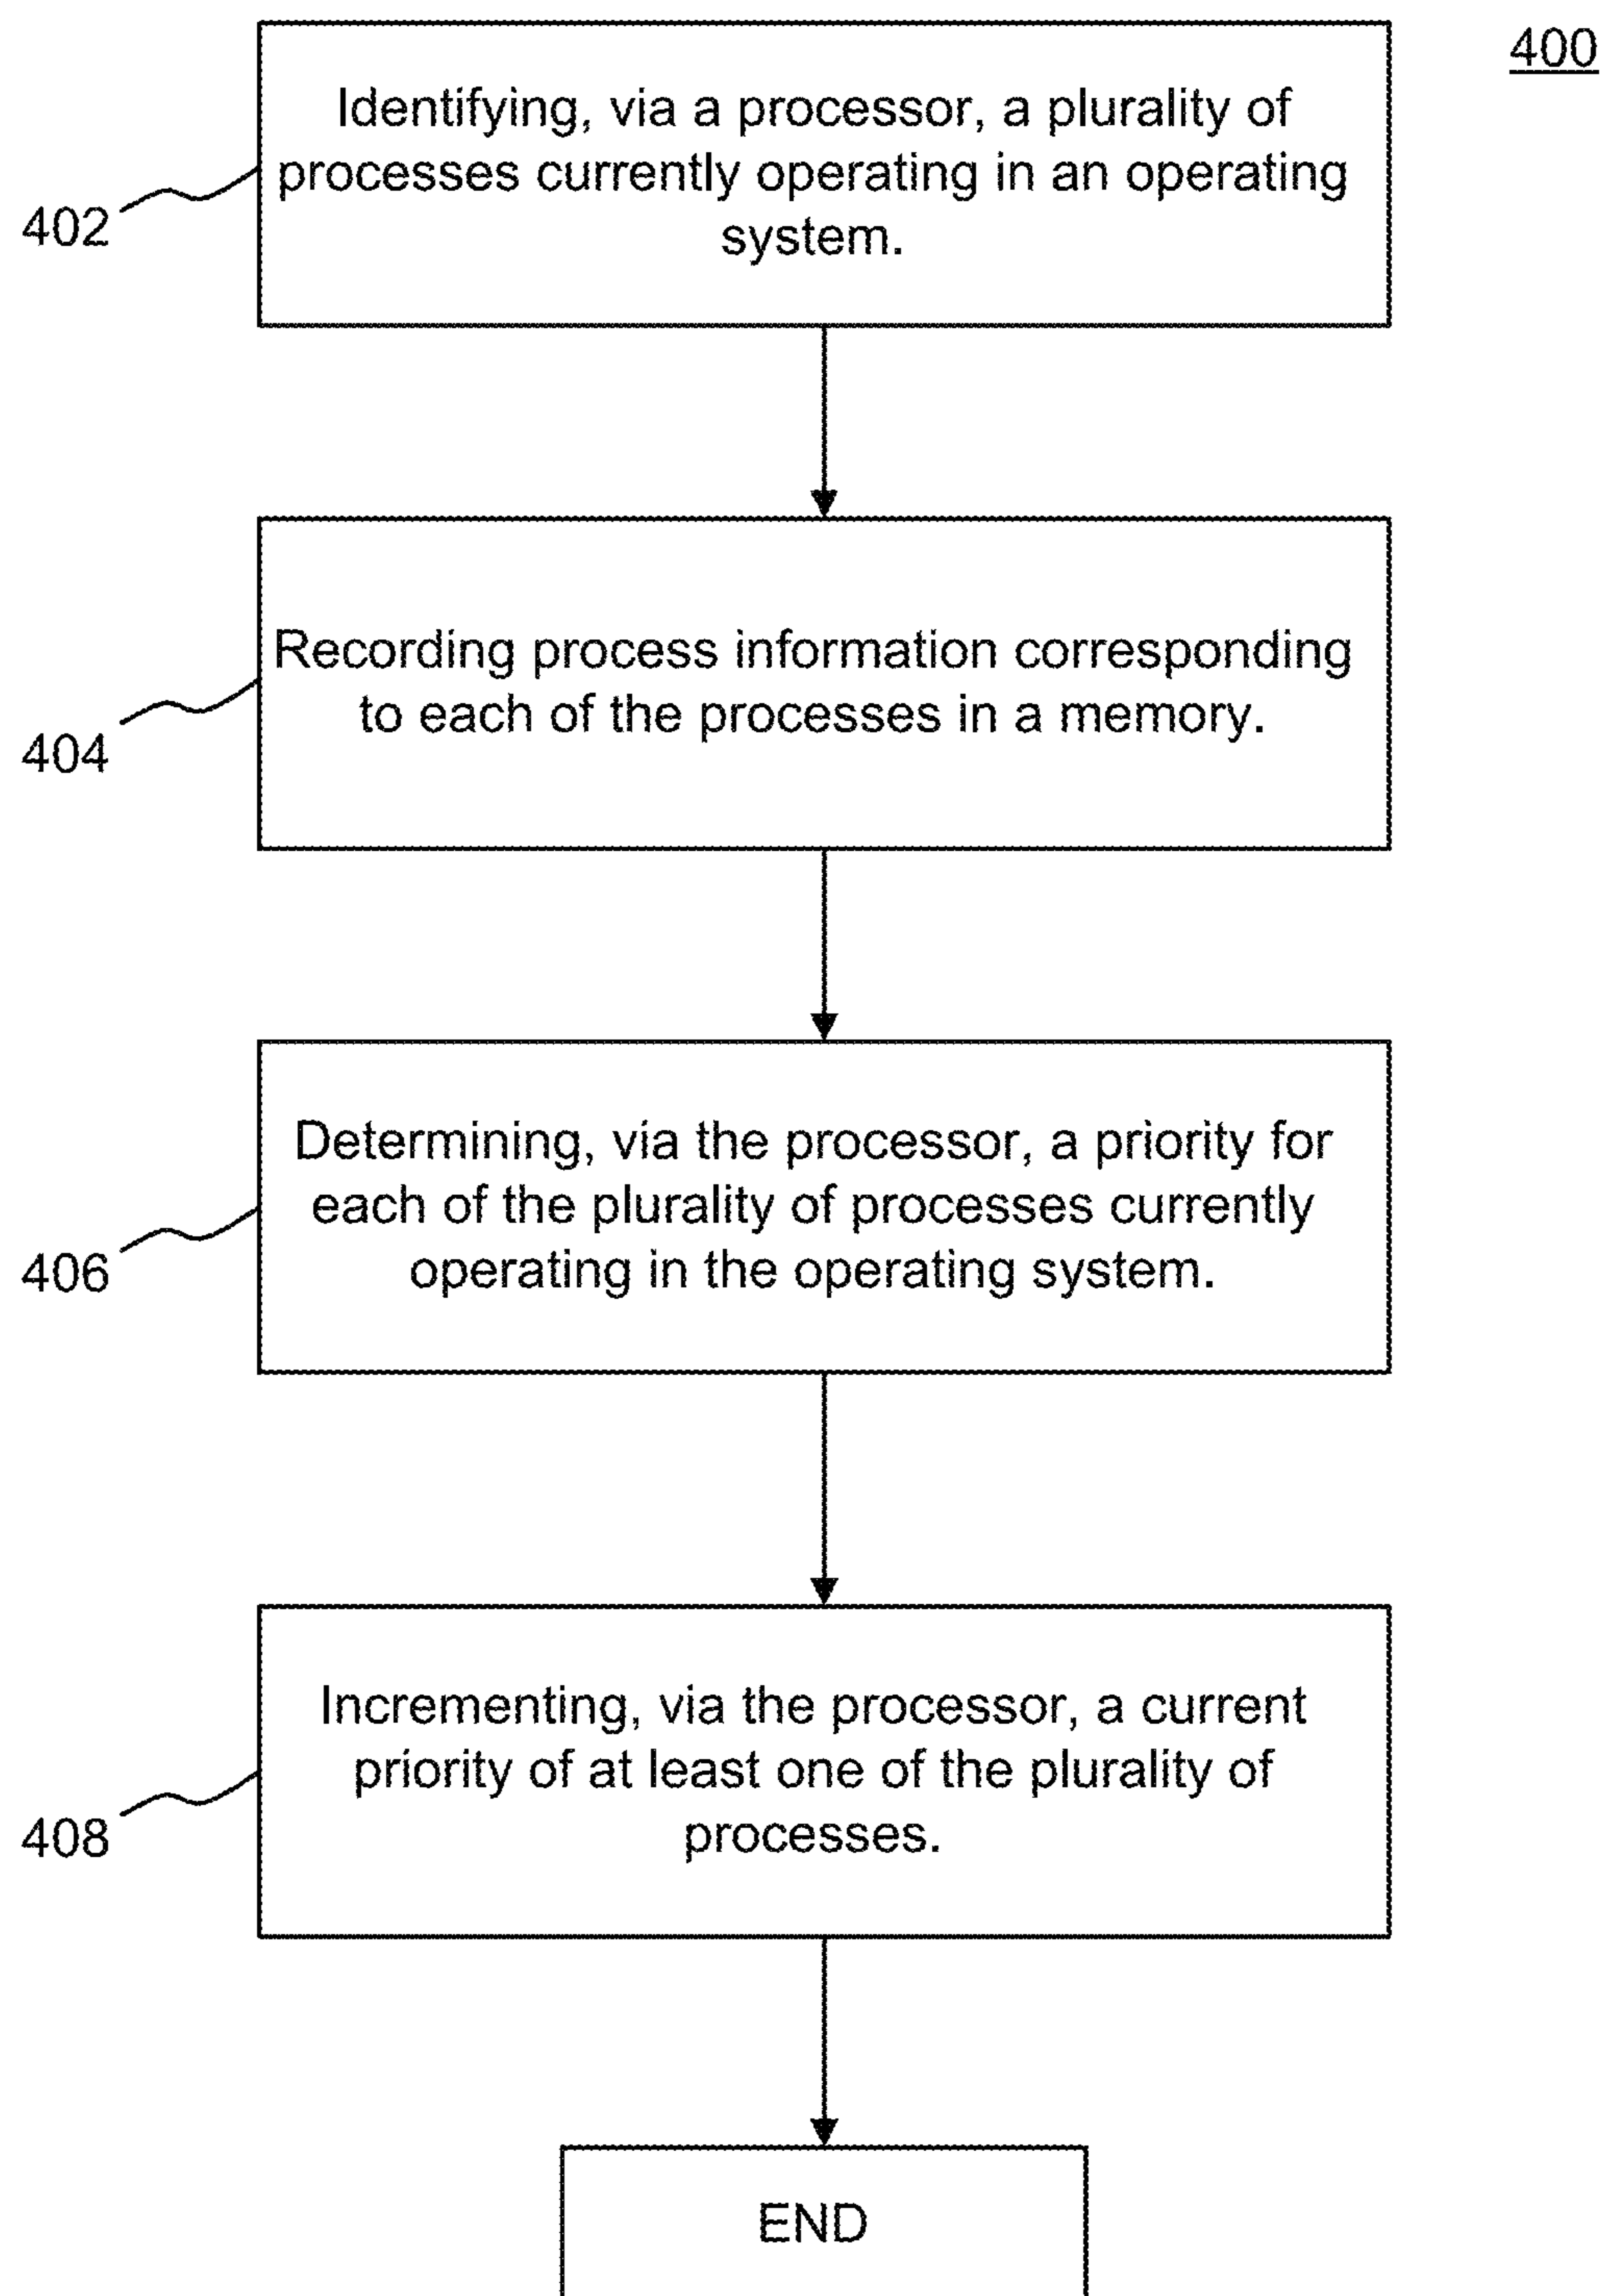 400
Identifying, via a processor, a plurality of
processes currently operating in an operating
system.
402
Recording process information corresponding
to each of the processes in a memory.
404
Determining, via the processor, a priority for
each of the plurality of processes currently
operating in the operating system.
406
Incrementing, via the processor, a current
priority of at least one of the plurality of
processes.
408
END